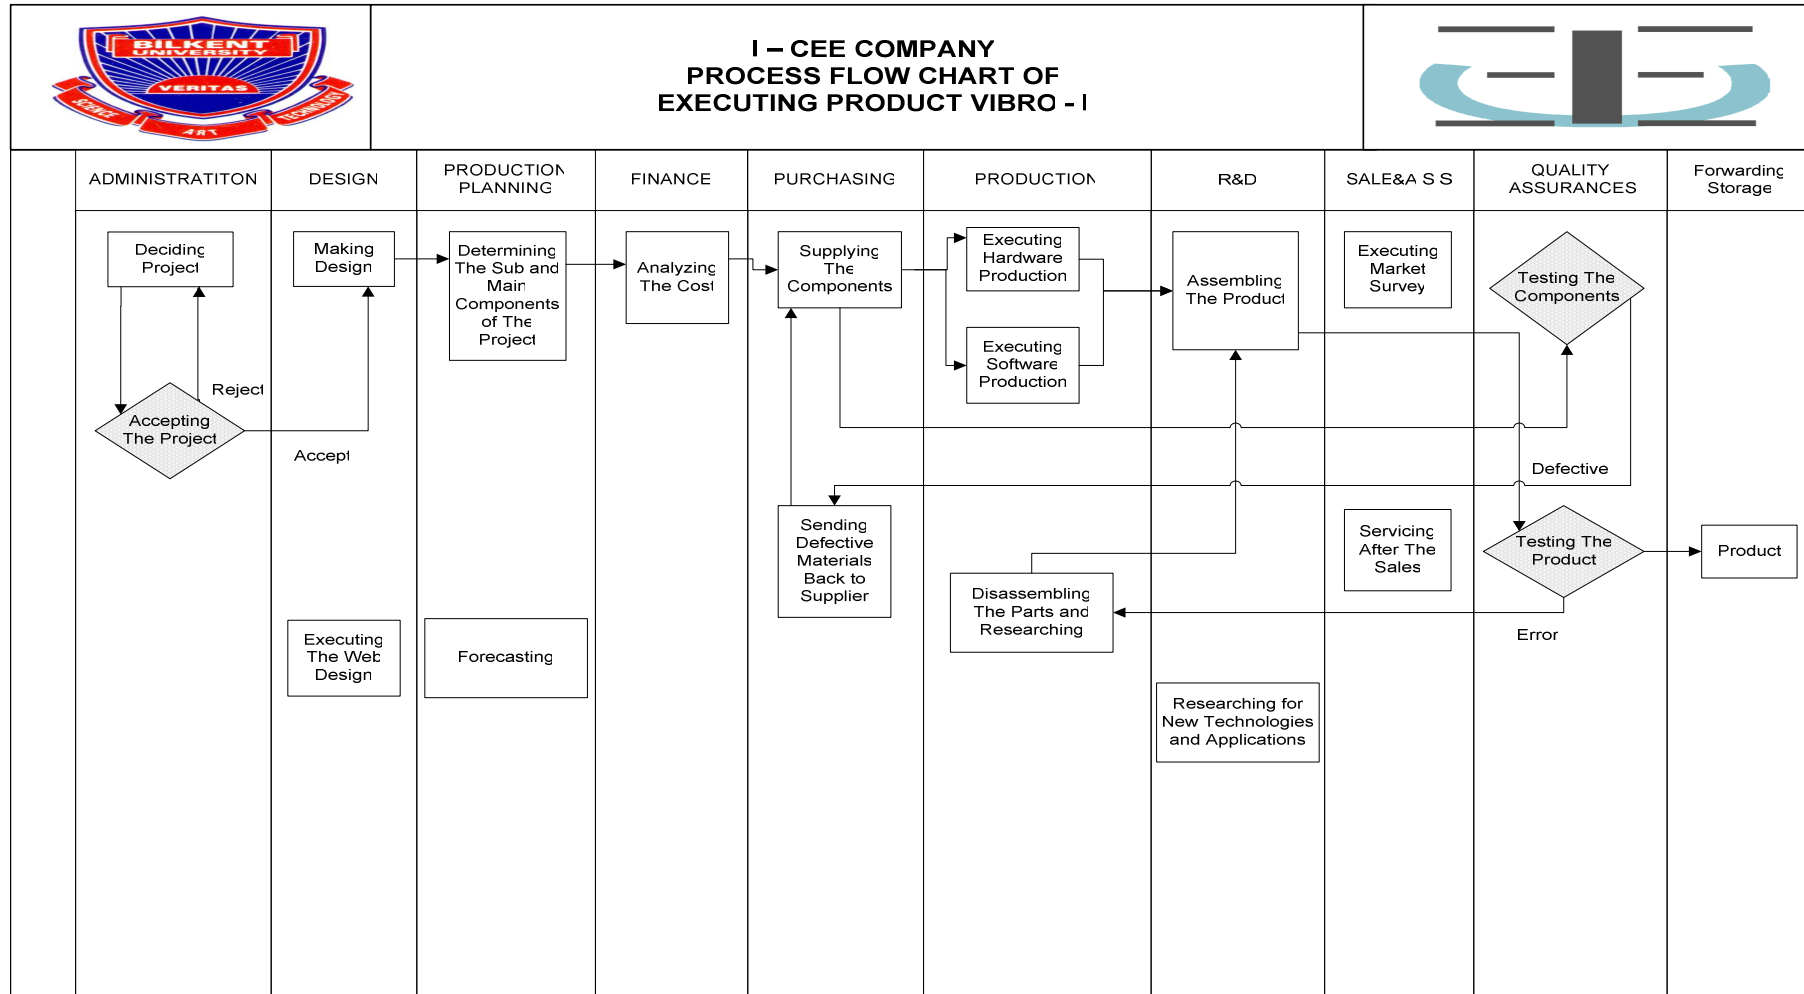 BILKENT
UNIVERSITY
VERITAS
SCIENCE
ART
TECHNOLOGY
I – CEE COMPANY
PROCESS FLOW CHART OF
EXECUTING PRODUCT VIBRO - I
ADMINISTRATITON
DESIGN
PRODUCTION
PLANNING
FINANCE
PURCHASING
PRODUCTION
R&D
SALE&A S S
QUALITY
ASSURANCES
Forwarding
Storage
Deciding
Project
Reject
Accepting
The Project
Accept
Making
Design
Executing
The Web
Design
Determining
The Sub and
Main
Components
of The
Project
Forecasting
Analyzing
The Cost
Supplying
The
Components
Sending
Defective
Materials
Back to
Supplier
Executing
Hardware
Production
Executing
Software
Production
Disassembling
The Parts and
Researching
Assembling
The Product
Researching for
New Technologies
and Applications
Executing
Market
Survey
Servicing
After The
Sales
Testing The
Components
Defective
Testing The
Product
Error
Product